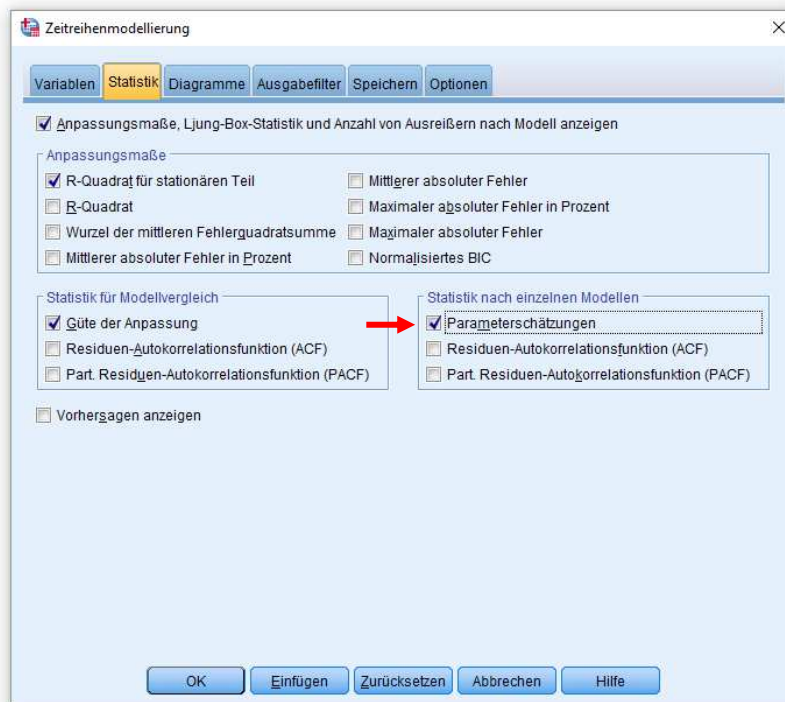 Zeitreihenmodellierung
Variablen Statistik Diagramme Ausgabefilter Speichern Optionen
Anpassungsmaße, Ljung-Box-Statistik und Anzahl von Ausreißern nach Modell anzeigen
Anpassungsmaße
R-Quadrat für stationären Teil
R-Quadrat
Wurzel der mittleren Fehlerquadratsumme
Mittlerer absoluter Fehler in Prozent
Mittlerer absoluter Fehler
Maximaler absoluter Fehler in Prozent
Maximaler absoluter Fehler
Normalisiertes BIC
Statistik für Modellvergleich
Güte der Anpassung
Residuen-Autokorrelationsfunktion (ACF)
Part. Residuen-Autokorrelationsfunktion (PACF)
Statistik nach einzelnen Modellen
Parameterschätzungen
Residuen-Autokorrelationsfunktion (ACF)
Part. Residuen-Autokorrelationsfunktion (PACF)
Vorhersagen anzeigen
OK Einfügen Zurücksetzen Abbrechen Hilfe